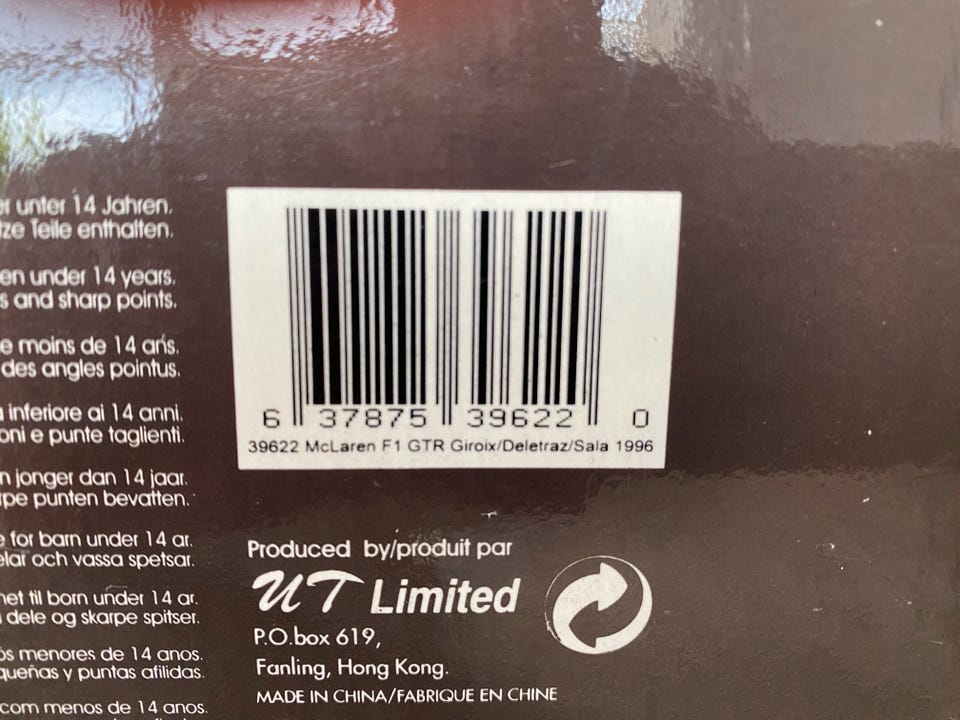 r unter 14 Jahren.
tze Teile enthalten.
en under 14 years.
s and sharp points.
e moins de 14 ans.
des angles pointus.
inferiore ai 14 anni.
oni e punte taglienti.
n jonger dan 14 jaar.
rpe punten bevatten.
e for barn under 14 ar.
elar och vassa spetsar.
net til born under 14 ar.
dele og skarpe spitser.
os menores de 14 anos.
queñas y puntas afilidas.
com menos de 14 anos.
6 37875 39622 0
39622 McLaren F1 GTR Giroix/Deletraz/Sala 1996
Produced by/produit par
UT Limited
P.O.box 619,
Fanling, Hong Kong.
MADE IN CHINA/FABRIQUE EN CHINE